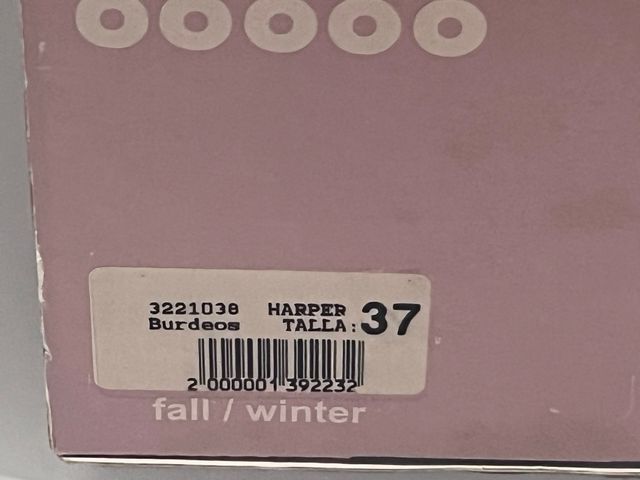 3221038 HARPER
Burdeos TALLA: 37
2 000001 392232
fall / winter